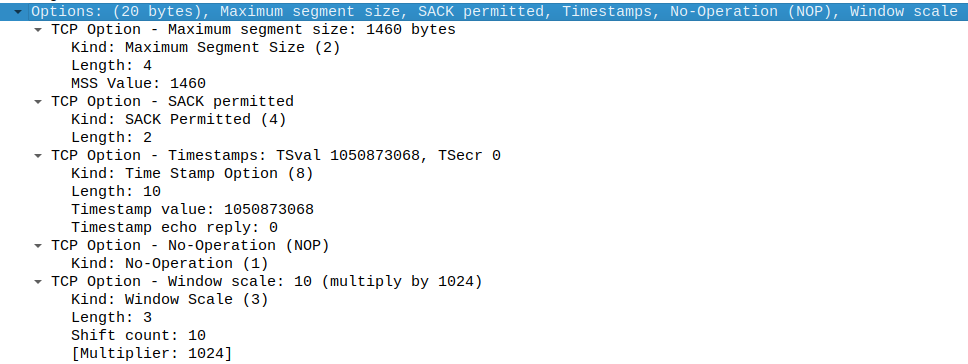 Options: (20 bytes), Maximum segment size, SACK permitted, Timestamps, No-Operation (NOP), Window scale
TCP Option - Maximum segment size: 1460 bytes
Kind: Maximum Segment Size (2)
Length: 4
MSS Value: 1460
TCP Option - SACK permitted
Kind: SACK Permitted (4)
Length: 2
TCP Option - Timestamps: TSval 1050873068, TSecr 0
Kind: Time Stamp Option (8)
Length: 10
Timestamp value: 1050873068
Timestamp echo reply: 0
TCP Option - No-Operation (NOP)
Kind: No-Operation (1)
TCP Option - Window scale: 10 (multiply by 1024)
Kind: Window Scale (3)
Length: 3
Shift count: 10
[Multiplier: 1024]